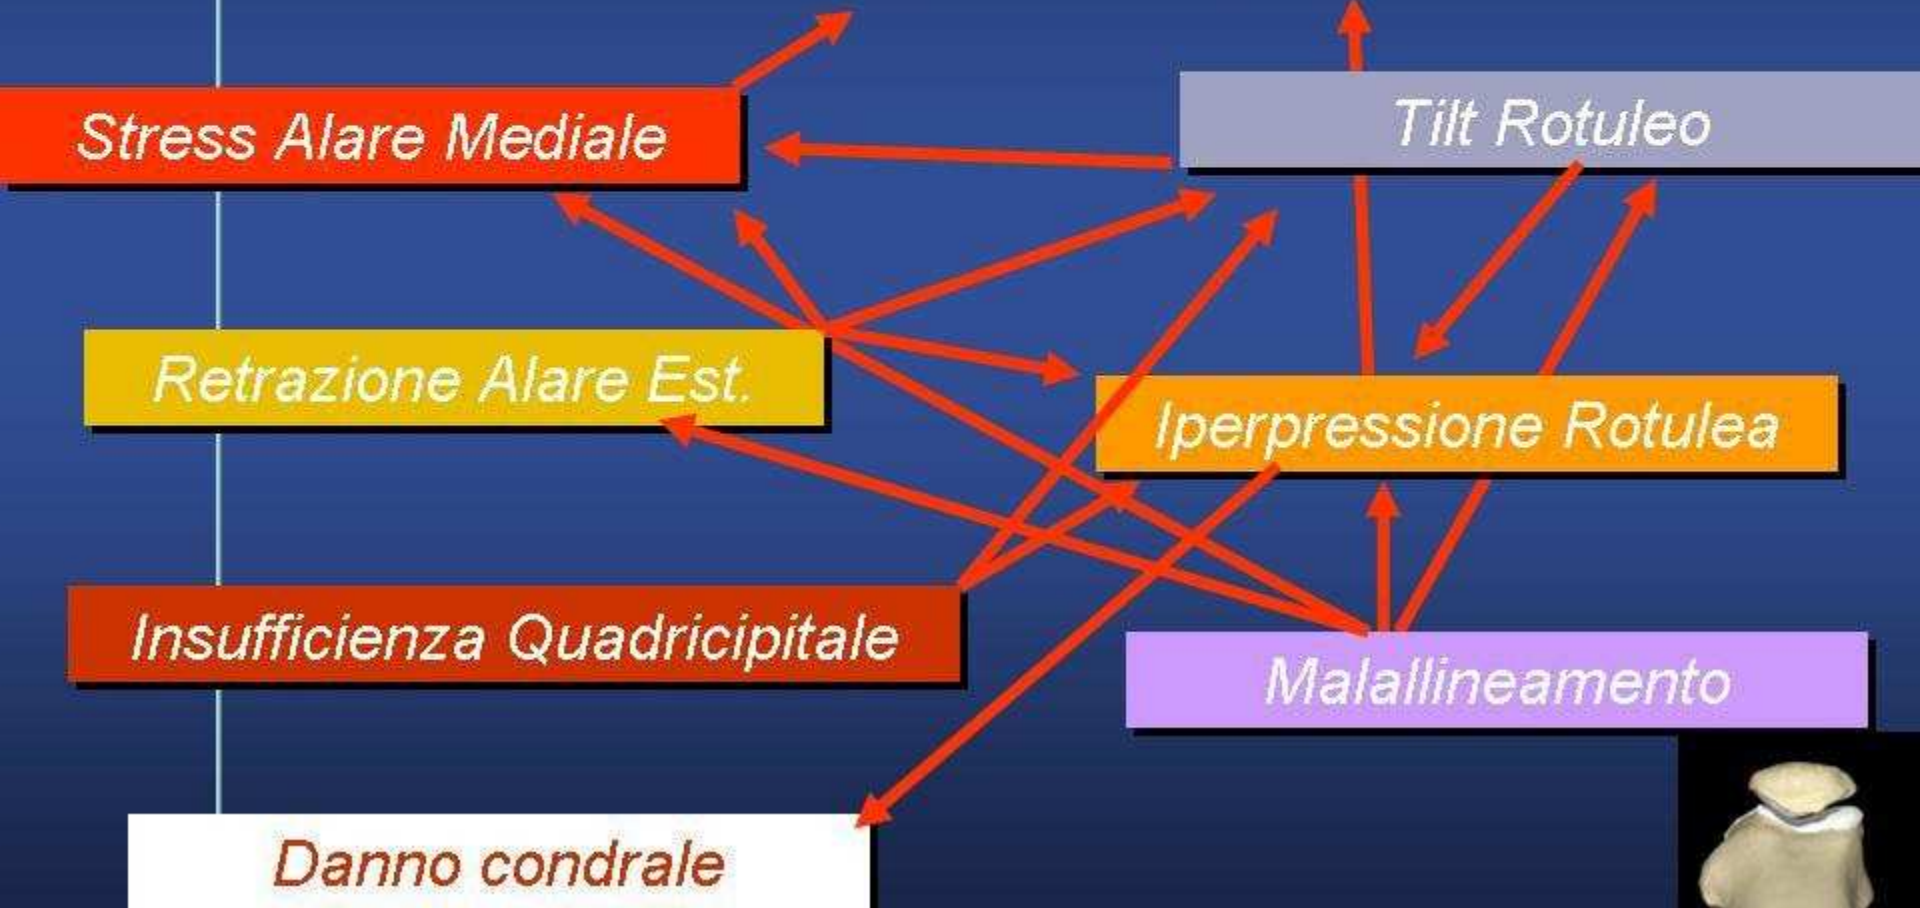 Stress Alare Mediale
Tilt Rotuleo
Retrazione Alare Est.
Iperpressione Rotulea
Insufficienza Quadricipitale
Malallineamento
Danno condrale